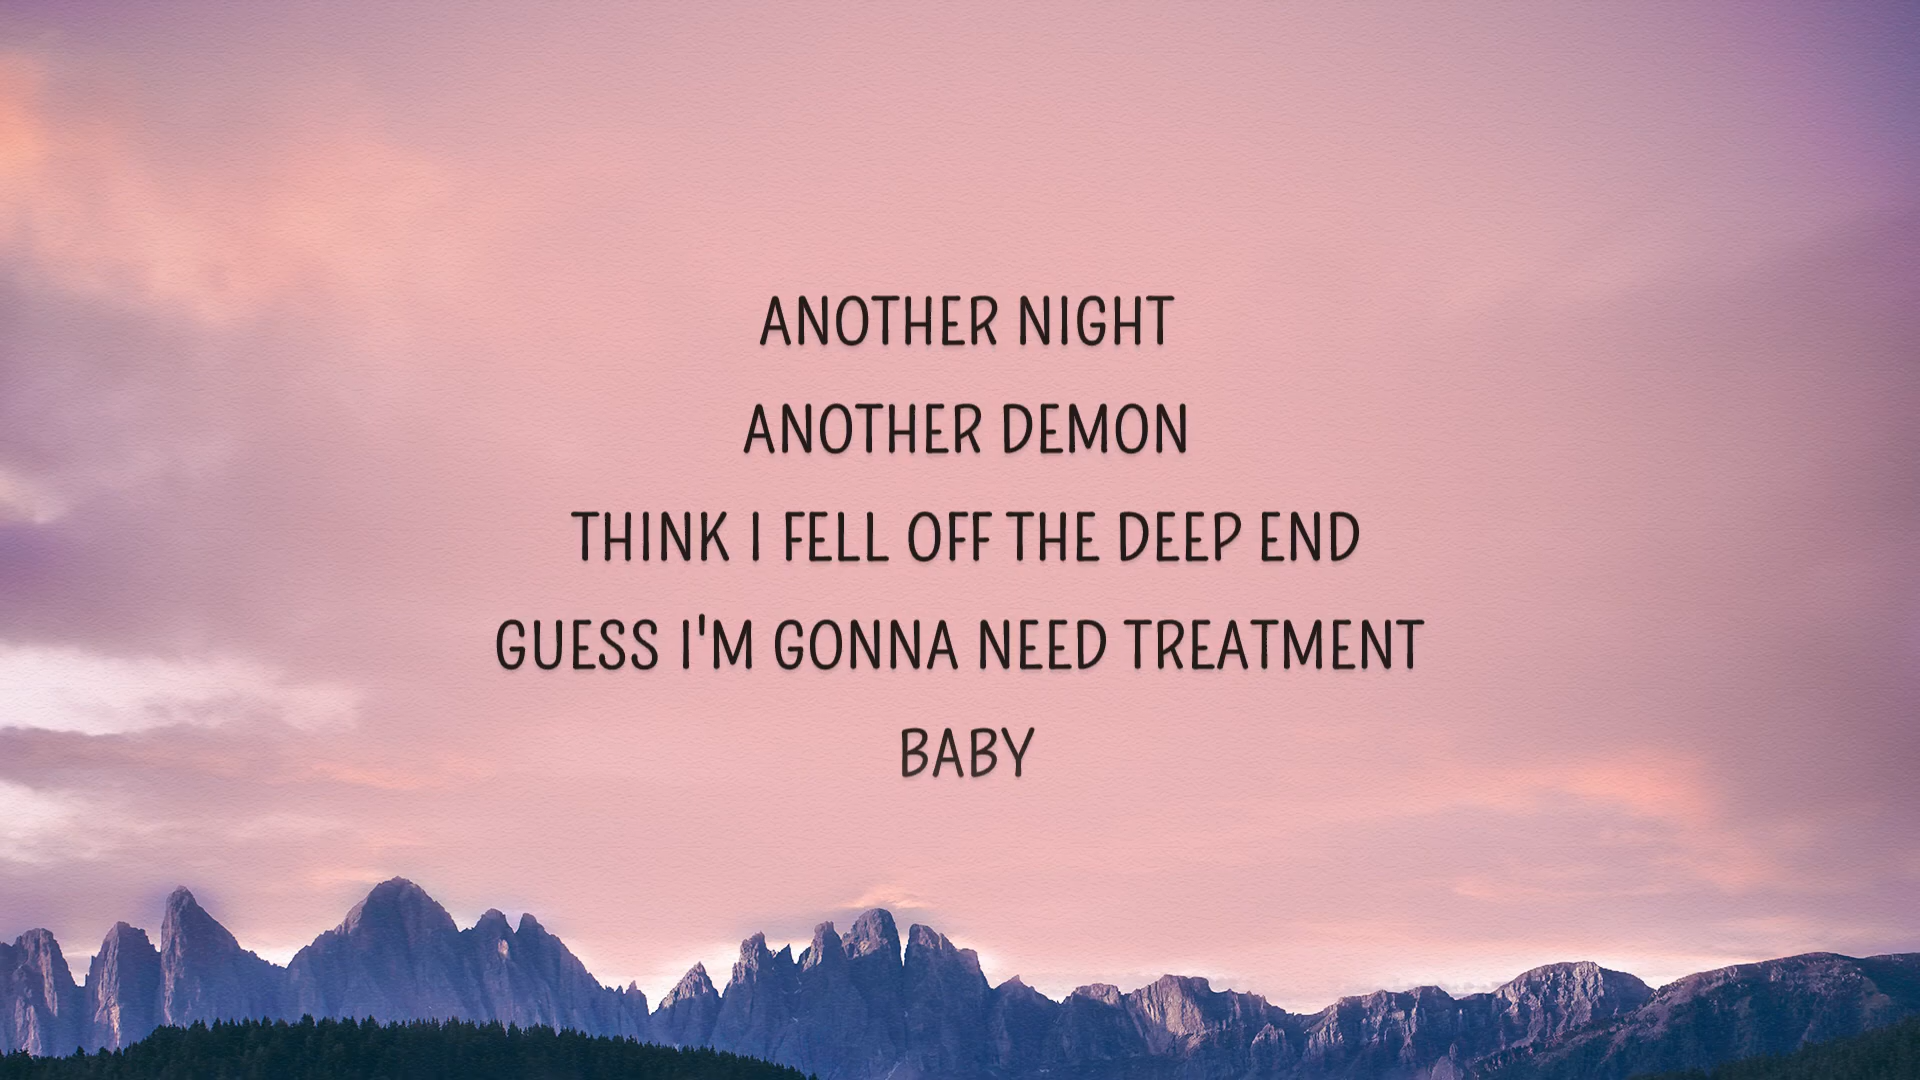 ANOTHER NIGHT
ANOTHER DEMON
THINK I FELL OFF THE DEEP END
GUESS I'M GONNA NEED TREATMENT
BABY